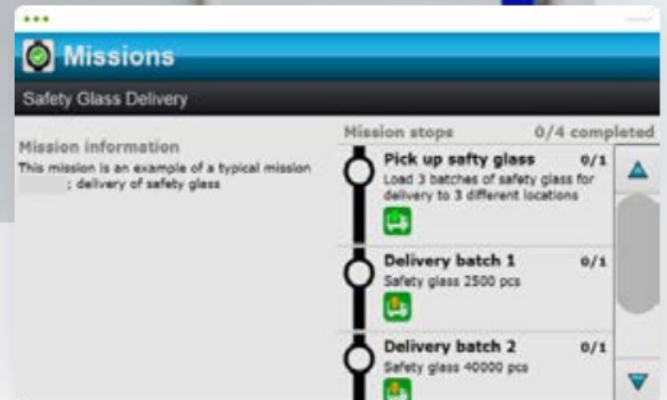 Missions
Safety Glass Delivery
Mission information
This mission is an example of a typical mission
; delivery of safety glass
Mission stops 0/4 completed
Pick up safty glass 0/1
Load 3 batches of safety glass for
delivery to 3 different locations
Delivery batch 1 0/1
Safety glass 2500 pcs
Delivery batch 2 0/1
Safety glass 40000 pcs